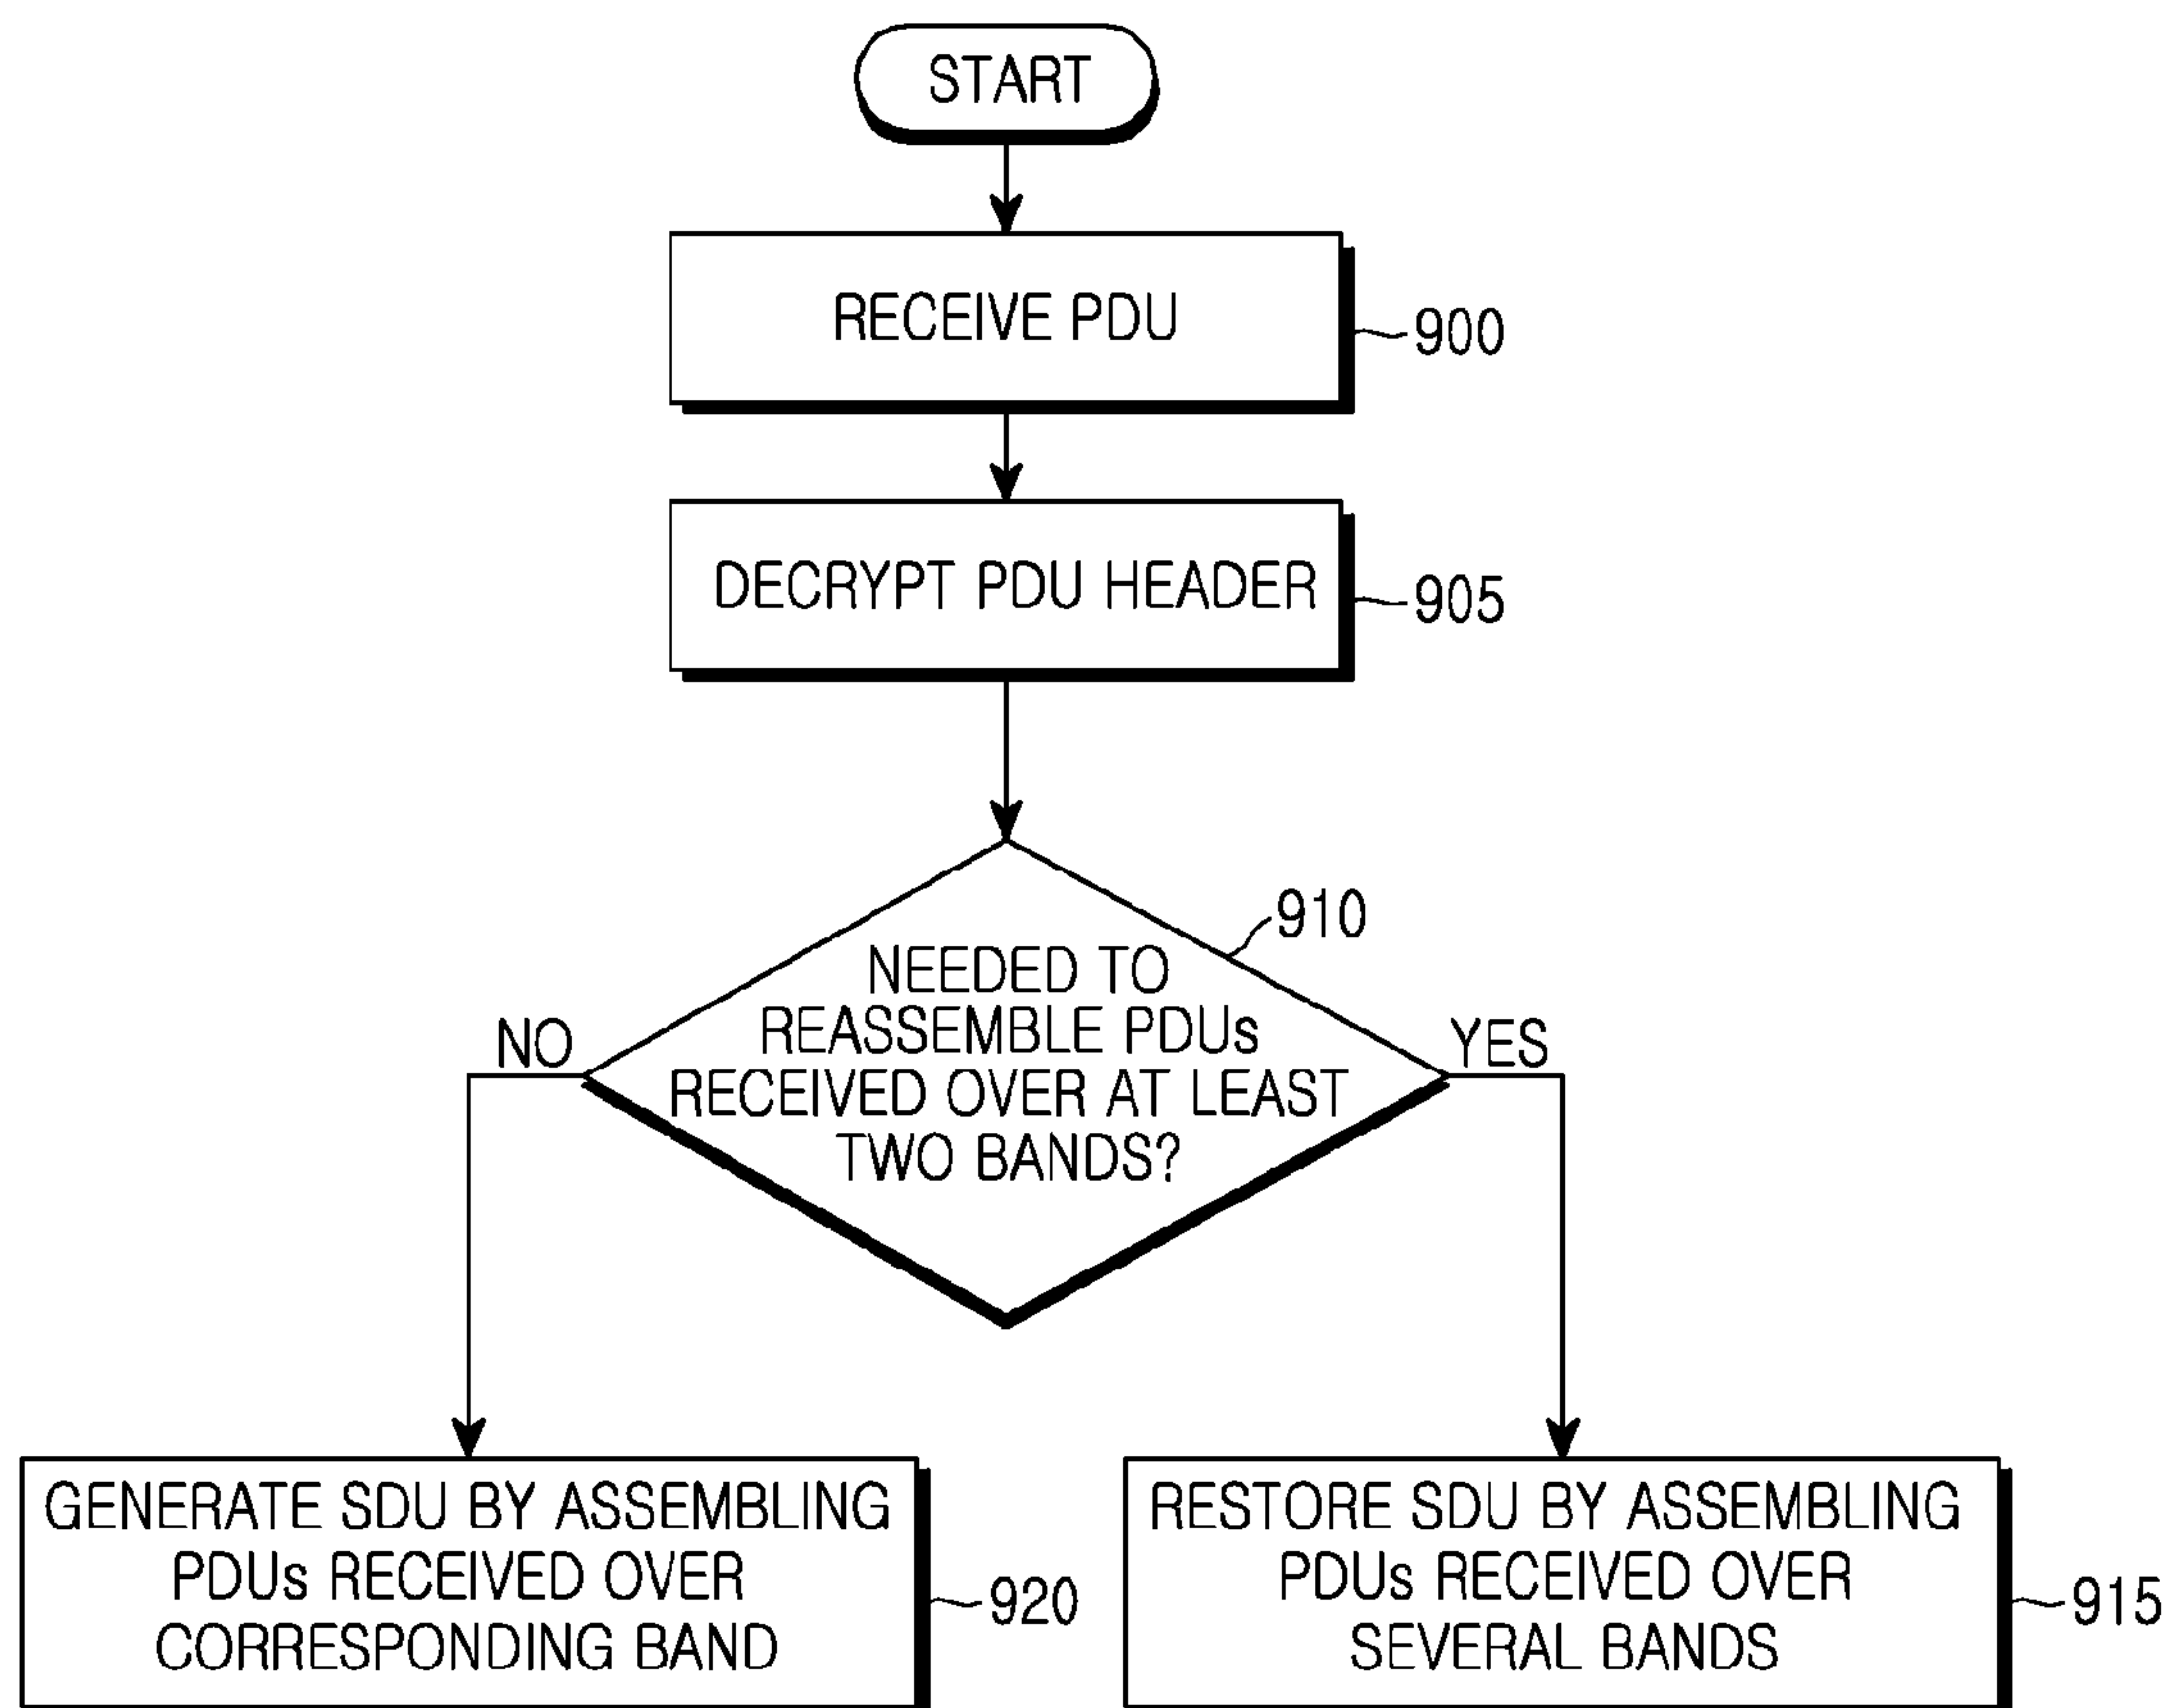 START
RECEIVE PDU
900
DECRYPT PDU HEADER
905
910
NEEDED TO
REASSEMBLE PDUs
RECEIVED OVER AT LEAST
TWO BANDS?
NO
YES
GENERATE SDU BY ASSEMBLING
PDUs RECEIVED OVER
CORRESPONDING BAND
920
RESTORE SDU BY ASSEMBLING
PDUs RECEIVED OVER
SEVERAL BANDS
915